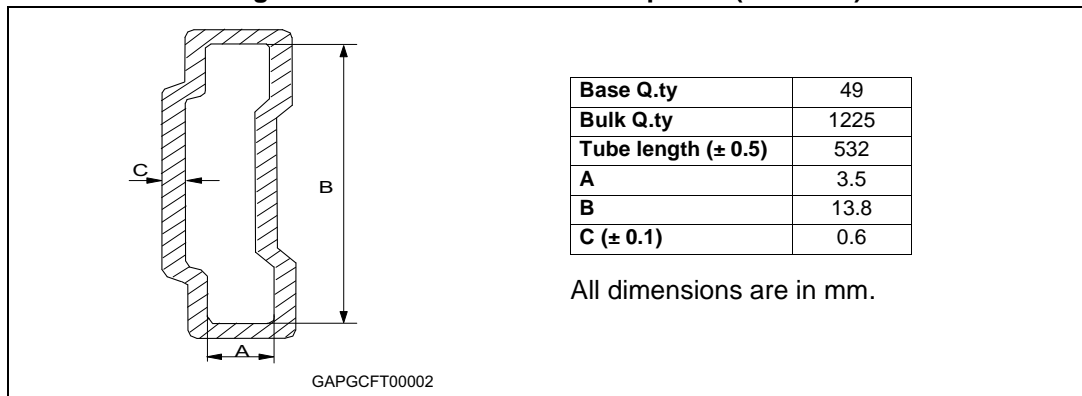 C
B
A
GAPGCFT00002
Base Q.ty 49
Bulk Q.ty 1225
Tube length (± 0.5) 532
A 3.5
B 13.8
C (± 0.1) 0.6
All dimensions are in mm.